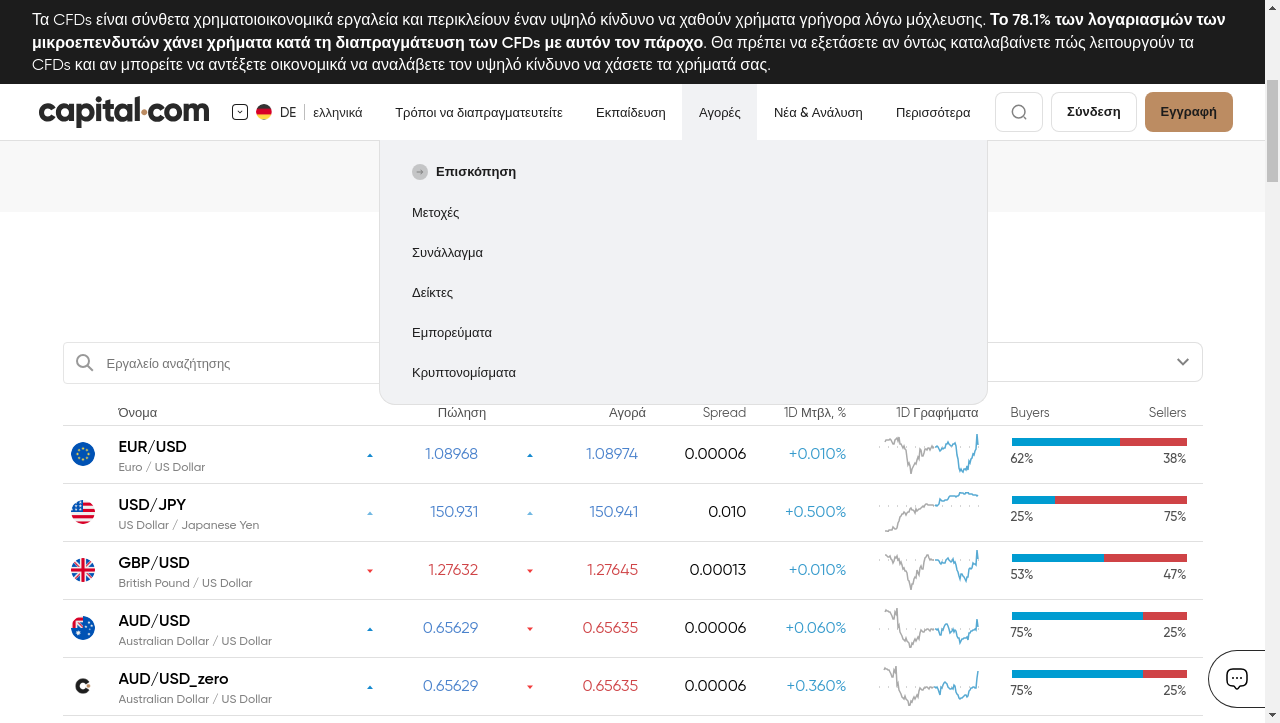 Τα CFDs είναι σύνθετα χρηματοιοικονομικά εργαλεία και περικλείουν έναν υψηλό κίνδυνο να χαθούν χρήματα γρήγορα λόγω μόχλευσης. Το 78.1% των λογαριασμών των
μικροεπενδυτών χάνει χρήματα κατά τη διαπραγμάτευση των CFDs με αυτόν τον πάροχο. Θα πρέπει να εξετάσετε αν όντως καταλαβαίνετε πώς λειτουργούν τα
CFDs και αν μπορείτε να αντέξετε οικονομικά να αναλάβετε τον υψηλό κίνδυνο να χάσετε τα χρήματά σας.
capital.com DE ελληνικά Τρόποι να διαπραγματευτείτε Εκπαίδευση Αγορές Νέα & Ανάλυση Περισσότερα Σύνδεση Εγγραφή
Επισκόπηση
Μετοχές
Συνάλλαγμα
Δείκτες
Εμπορεύματα
Κρυπτονομίσματα
Εργαλείο αναζήτησης
Όνομα Πώληση Αγορά Spread 1D Μτβλ, % 1D Γραφήματα Buyers Sellers
EUR/USD 1.08968 1.08974 0.00006 +0.010% 62% 38%
Euro / US Dollar
USD/JPY 150.931 150.941 0.010 +0.500% 25% 75%
US Dollar / Japanese Yen
GBP/USD 1.27632 1.27645 0.00013 +0.010% 53% 47%
British Pound / US Dollar
AUD/USD 0.65629 0.65635 0.00006 +0.060% 75% 25%
Australian Dollar / US Dollar
AUD/USD_zero 0.65629 0.65635 0.00006 +0.360% 75% 25%
Australian Dollar / US Dollar